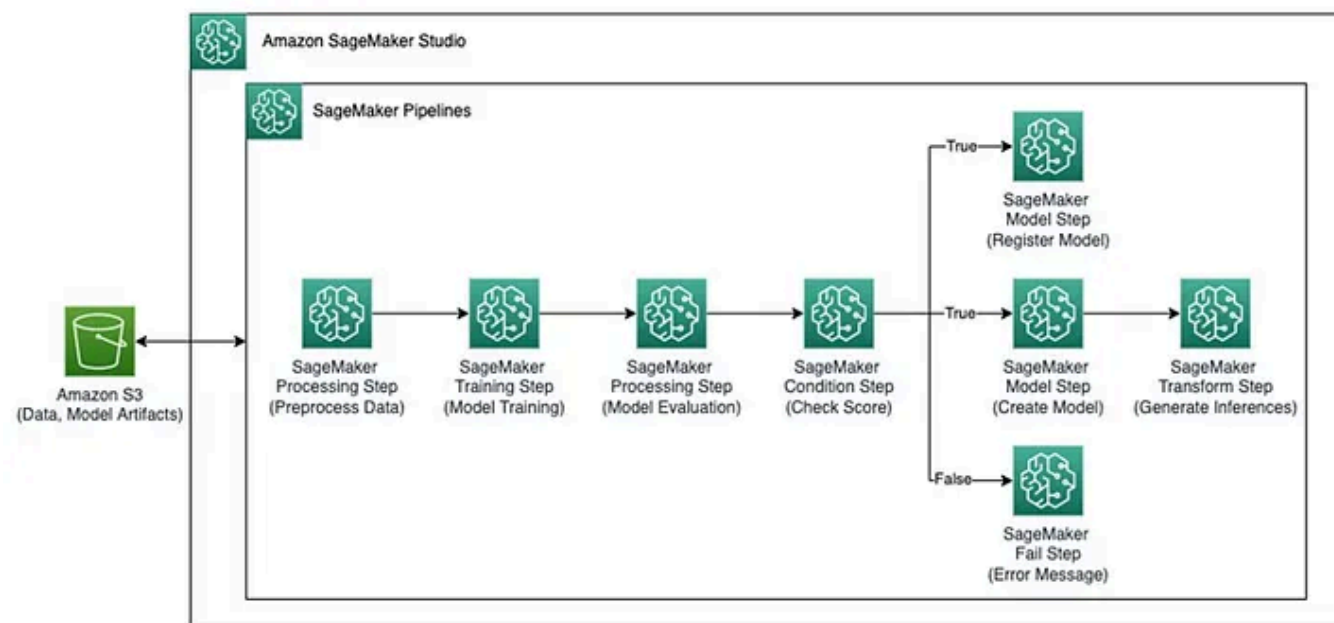 Amazon SageMaker Studio
SageMaker Pipelines
True
SageMaker
Model Step
(Register Model)
Amazon S3
(Data, Model Artifacts)
SageMaker
Processing Step
(Preprocess Data)
SageMaker
Training Step
(Model Training)
SageMaker
Processing Step
(Model Evaluation)
SageMaker
Condition Step
(Check Score)
True
SageMaker
Model Step
(Create Model)
SageMaker
Transform Step
(Generate Inferences)
False
SageMaker
Fail Step
(Error Message)